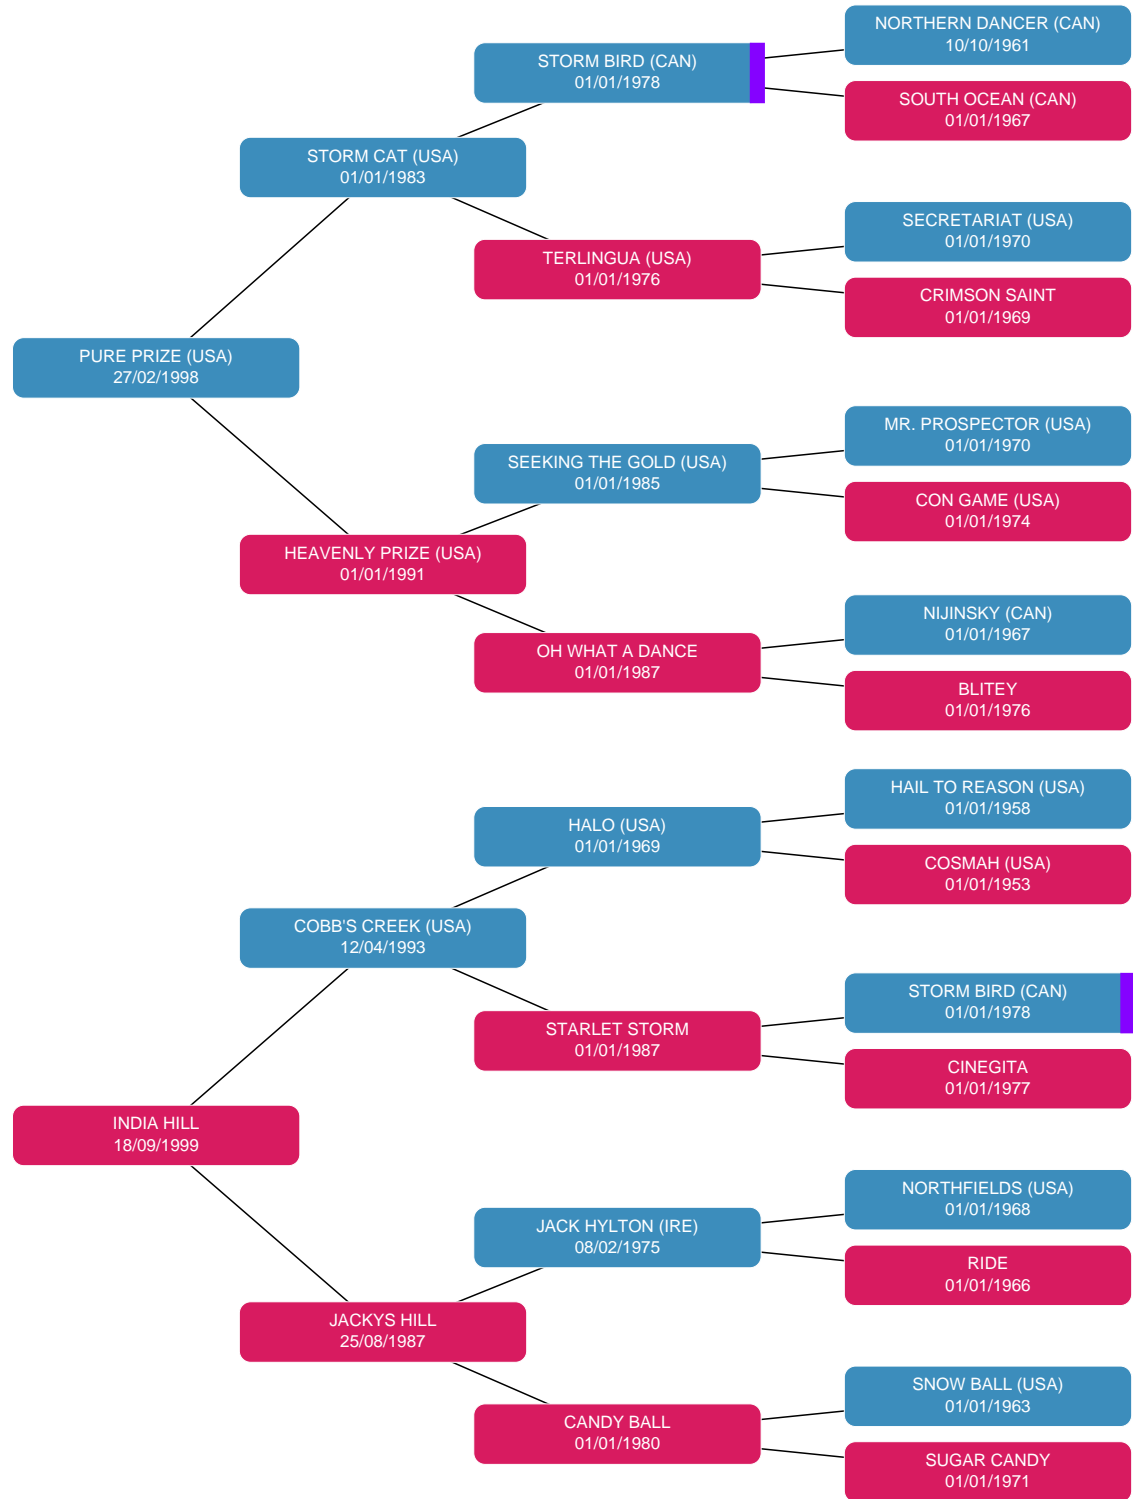 NORTHERN DANCER (CAN)
10/10/1961
STORM BIRD (CAN)
01/01/1978
SOUTH OCEAN (CAN)
01/01/1967
STORM CAT (USA)
01/01/1983
SECRETARIAT (USA)
01/01/1970
TERLINGUA (USA)
01/01/1976
CRIMSON SAINT
01/01/1969
PURE PRIZE (USA)
27/02/1998
MR. PROSPECTOR (USA)
01/01/1970
SEEKING THE GOLD (USA)
01/01/1985
CON GAME (USA)
01/01/1974
HEAVENLY PRIZE (USA)
01/01/1991
NIJINSKY (CAN)
01/01/1967
OH WHAT A DANCE
01/01/1987
BLITEY
01/01/1976
HAIL TO REASON (USA)
01/01/1958
HALO (USA)
01/01/1969
COSMAH (USA)
01/01/1953
COBB'S CREEK (USA)
12/04/1993
STORM BIRD (CAN)
01/01/1978
STARLET STORM
01/01/1987
CINEGITA
01/01/1977
INDIA HILL
18/09/1999
NORTHFIELDS (USA)
01/01/1968
JACK HYLTON (IRE)
08/02/1975
RIDE
01/01/1966
JACKYS HILL
25/08/1987
SNOW BALL (USA)
01/01/1963
CANDY BALL
01/01/1980
SUGAR CANDY
01/01/1971